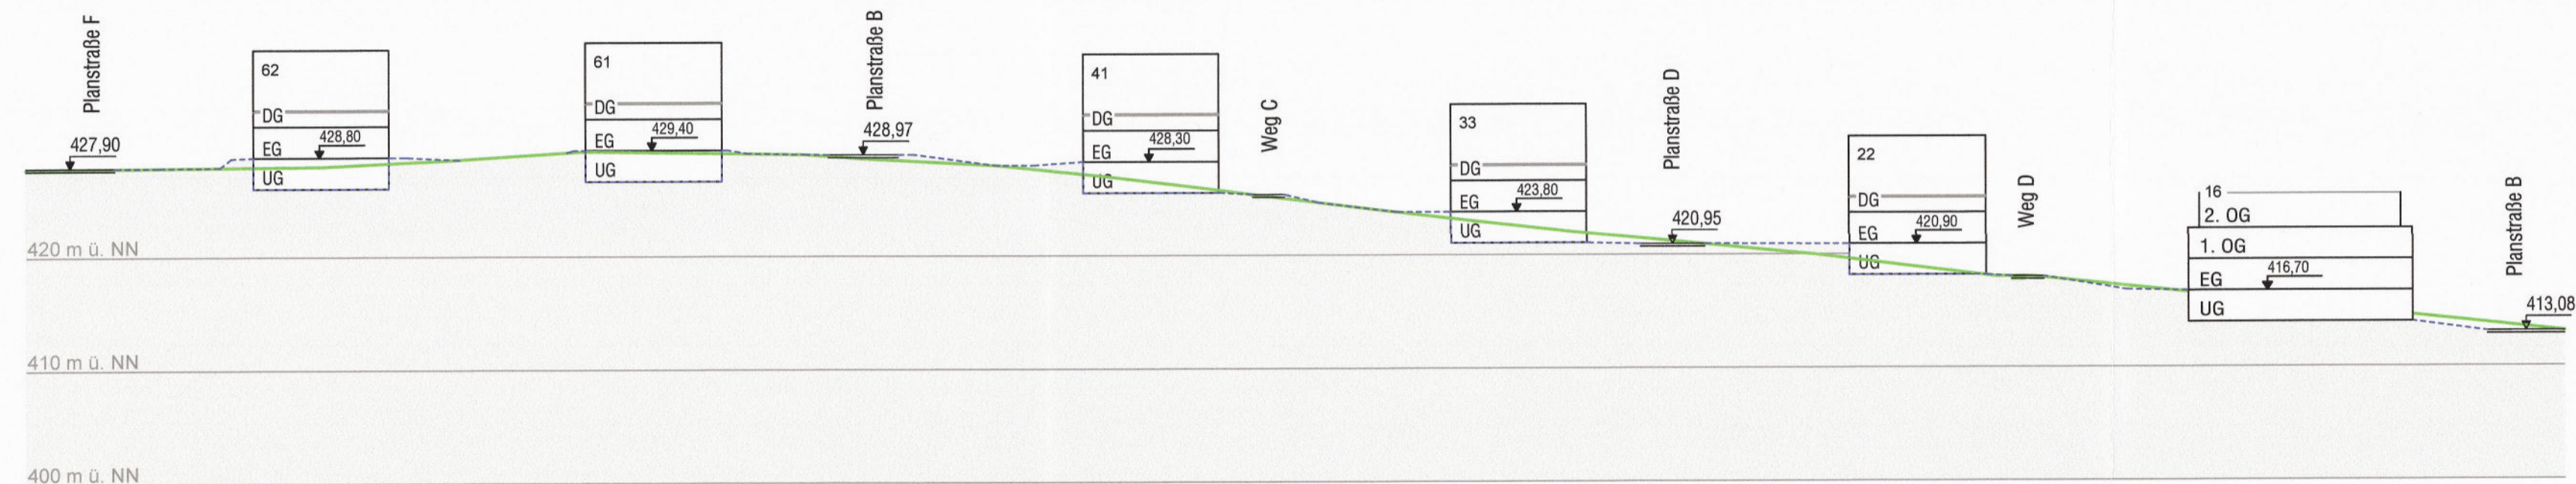 Planstraße F
427,90
62
DG
EG
428,80
UG
61
DG
EG
429,40
UG
Planstraße B
428,97
41
DG
EG
428,30
UG
Weg C
33
DG
EG
423,80
UG
Planstraße D
420,95
22
DG
EG
420,90
UG
Weg D
16
2. OG
1. OG
EG
416,70
UG
Planstraße B
413,08
420 m ü. NN
410 m ü. NN
400 m ü. NN